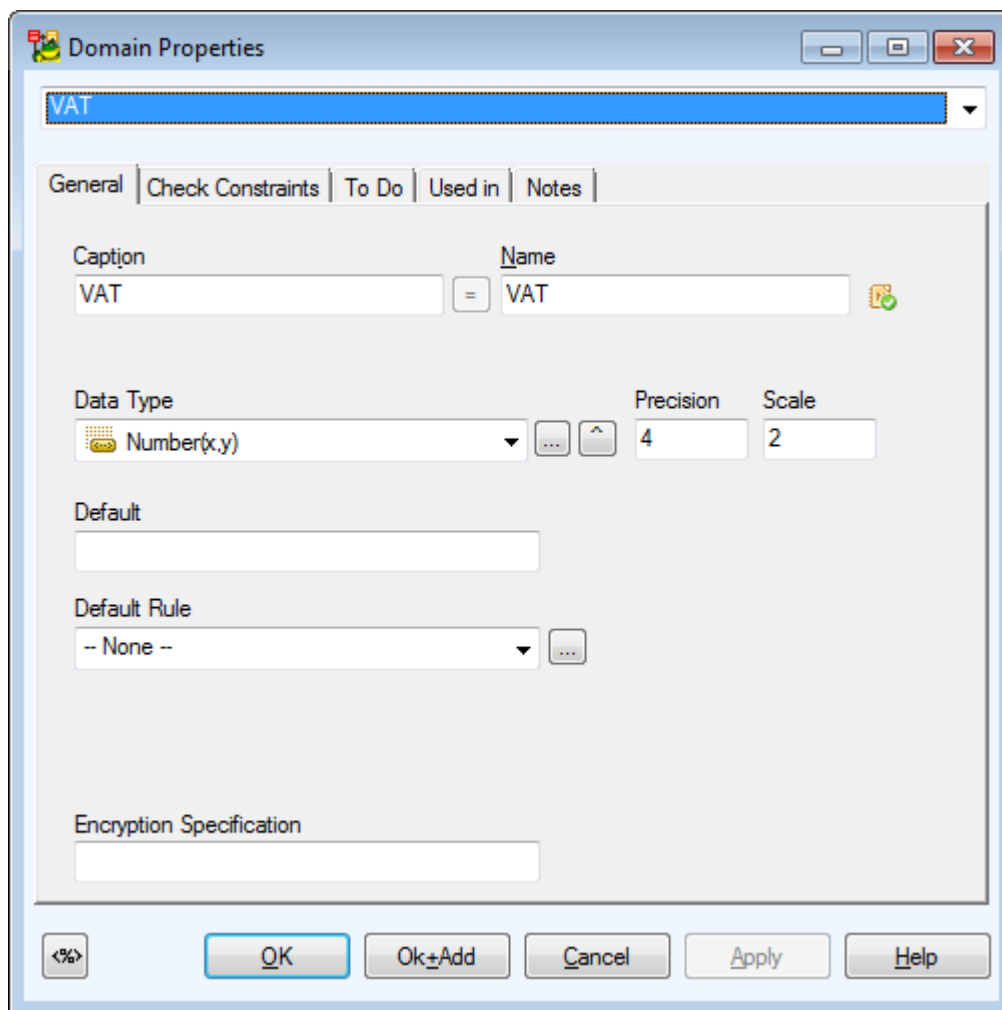 Domain Properties
VAT
General Check Constraints To Do Used in Notes
Caption Name
VAT = VAT
Data Type Precision Scale
Number(x,y) ... ^ 4 2
Default
Default Rule
-- None -- ...
Encryption Specification
<%> OK Ok+Add Cancel Apply Help